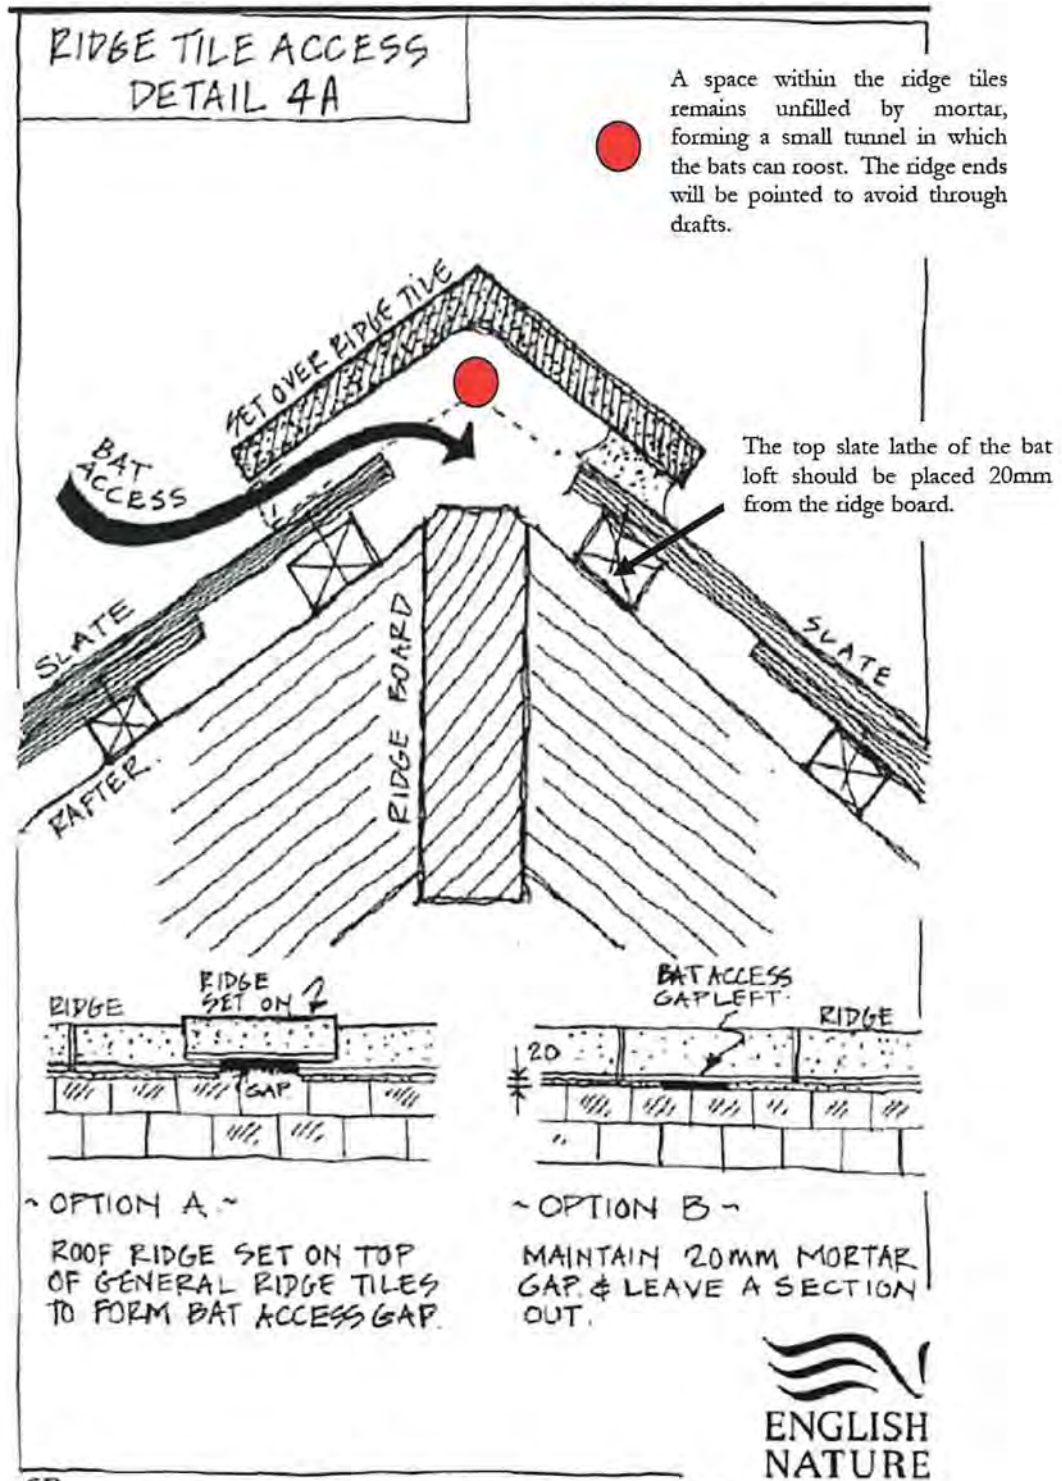 RIDGE TILE ACCESS
DETAIL 4A
A space within the ridge tiles
remains unfilled by mortar,
forming a small tunnel in which
the bats can roost. The ridge ends
will be pointed to avoid through
drafts.
SET OVER RIDGE TILE
BAT
ACCESS
The top slate lathe of the bat
loft should be placed 20mm
from the ridge board.
SLATE
SLATE
RIDGE BOARD
RAFTER.
RIDGE
RIDGE
SET ON
GAP
BAT ACCESS
GAP LEFT.
RIDGE
20
~ OPTION A ~
ROOF RIDGE SET ON TOP
OF GENERAL RIDGE TILES
TO FORM BAT ACCESS GAP.
~ OPTION B ~
MAINTAIN 20mm MORTAR
GAP. & LEAVE A SECTION
OUT.
ENGLISH
NATURE